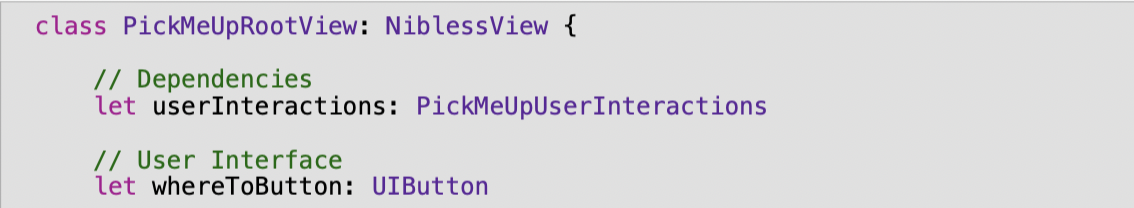 class PickMeUpRootView: NiblessView {
// Dependencies
let userInteractions: PickMeUpUserInteractions
// User Interface
let whereToButton: UIButton